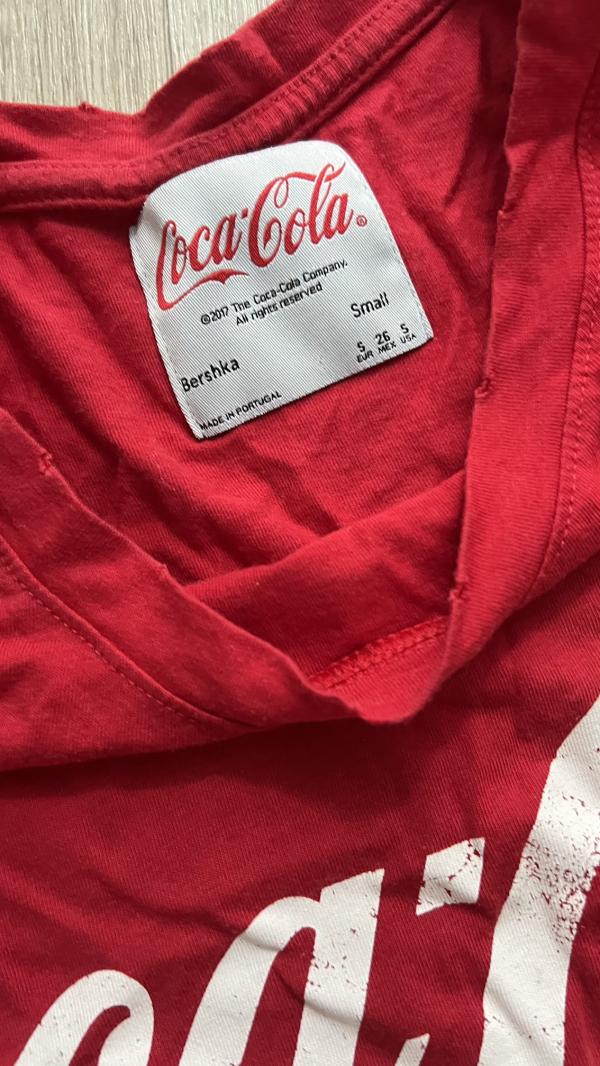 Coca-Cola®
©2017 The Coca-Cola Company.
All rights reserved
Small
Bershka
S 26 S
EUR MEX USA
MADE IN PORTUGAL
ca-C